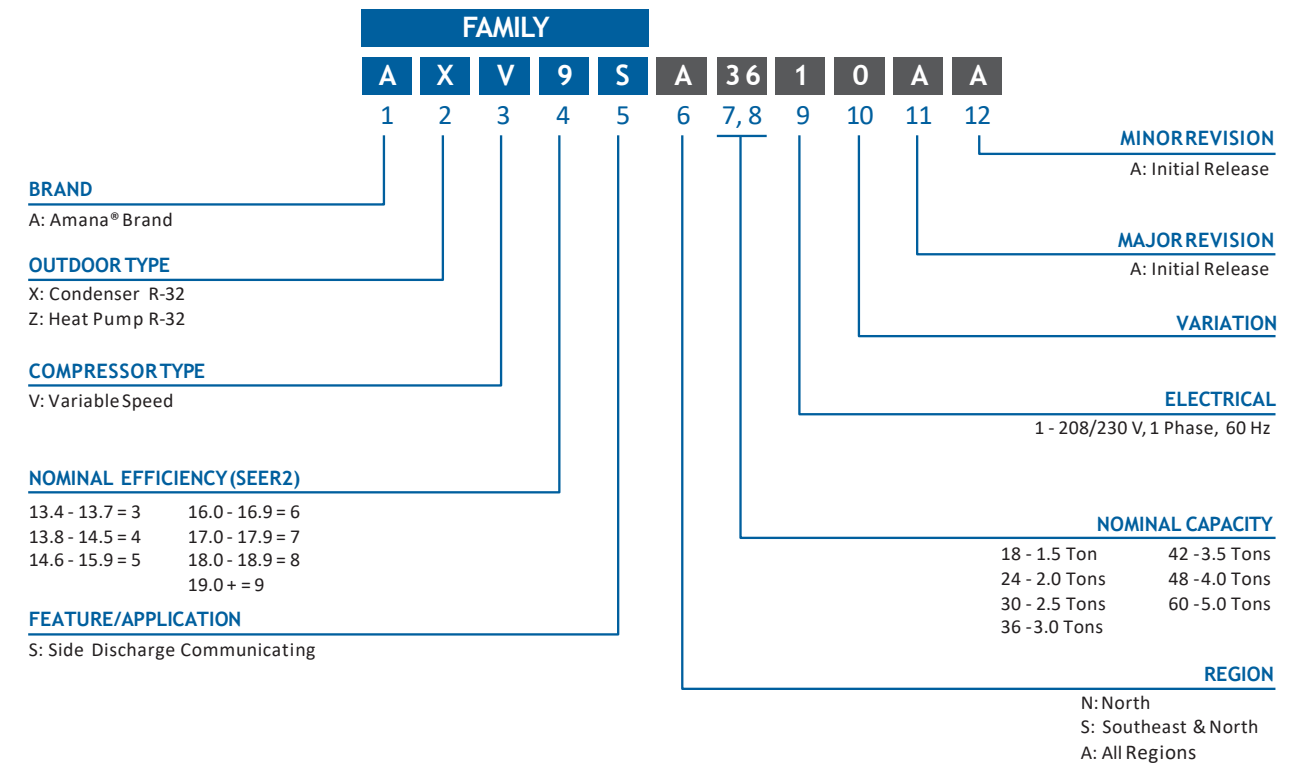 FAMILY
A X V 9 S A 36 1 0 A A
1 2 3 4 5 6 7, 8 9 10 11 12
MINOR REVISION
A: Initial Release
BRAND
A: Amana® Brand
MAJOR REVISION
A: Initial Release
OUTDOOR TYPE
X: Condenser R-32
Z: Heat Pump R-32
VARIATION
COMPRESSOR TYPE
V: Variable Speed
ELECTRICAL
1 - 208/230 V, 1 Phase, 60 Hz
NOMINAL EFFICIENCY (SEER2)
13.4 - 13.7 = 3 16.0 - 16.9 = 6
13.8 - 14.5 = 4 17.0 - 17.9 = 7
14.6 - 15.9 = 5 18.0 - 18.9 = 8
19.0 + = 9
NOMINAL CAPACITY
18 - 1.5 Ton 42 - 3.5 Tons
24 - 2.0 Tons 48 - 4.0 Tons
30 - 2.5 Tons 60 - 5.0 Tons
36 - 3.0 Tons
FEATURE/APPLICATION
S: Side Discharge Communicating
REGION
N: North
S: Southeast & North
A: All Regions